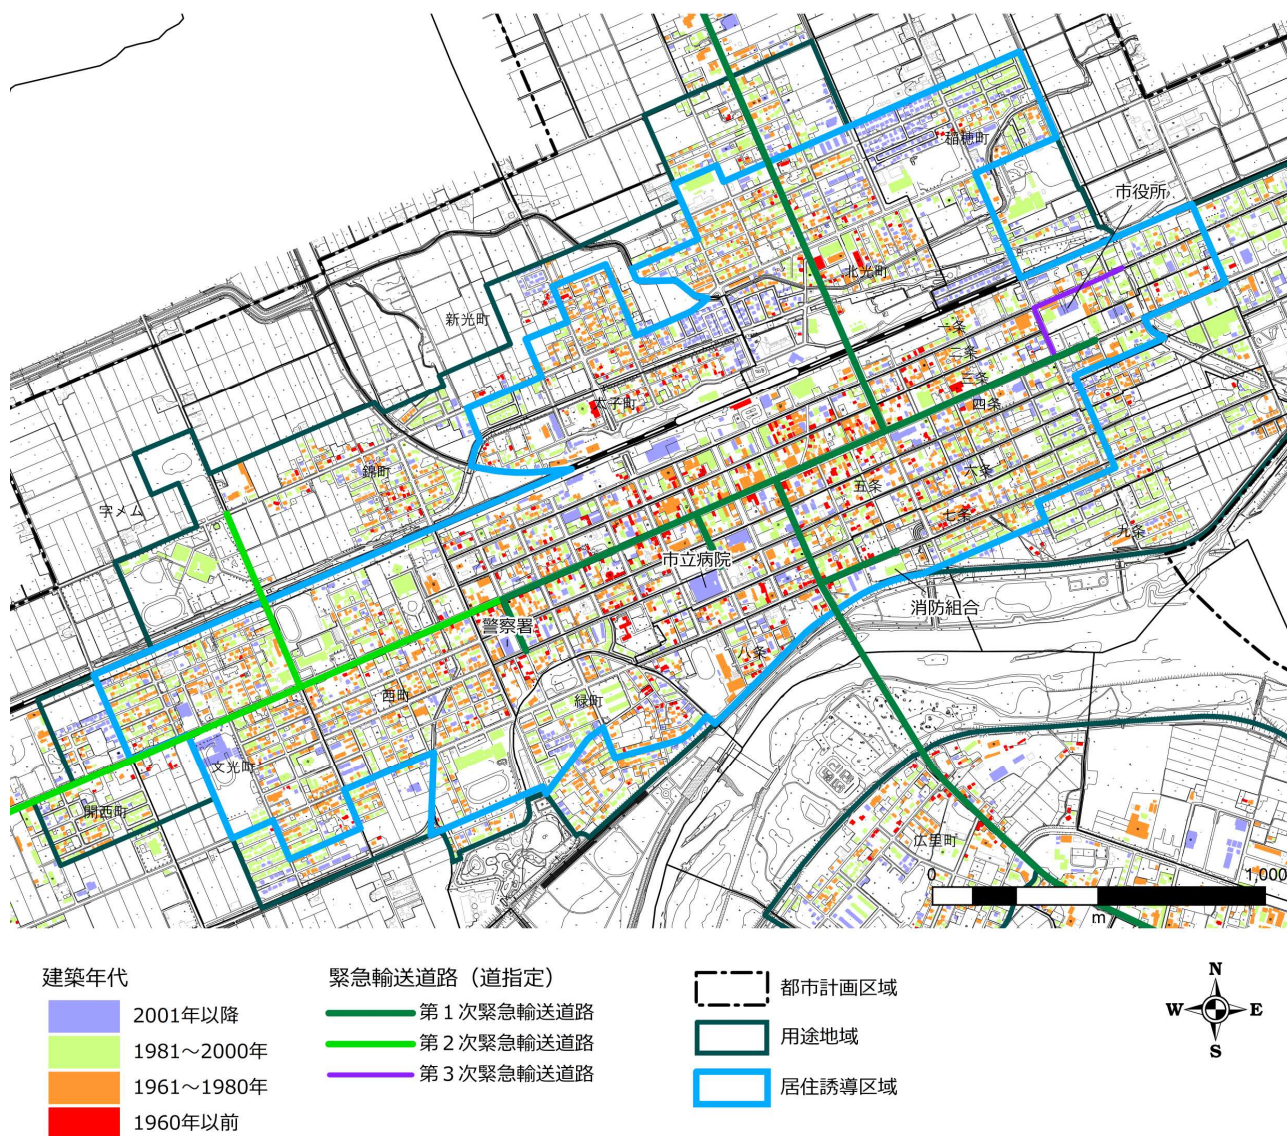 稲穂町
市役所
北光町
新光町
一条
二条
三条
四条
太子町
錦町
五条
六条
字メム
七条
九条
市立病院
消防組合
警察署
八条
西町
緑町
文光町
開西町
広里町
0
1,000
m
建築年代
2001年以降
1981～2000年
1961～1980年
1960年以前
緊急輸送道路（道指定）
第１次緊急輸送道路
第２次緊急輸送道路
第３次緊急輸送道路
都市計画区域
用途地域
居住誘導区域
N
W
E
S